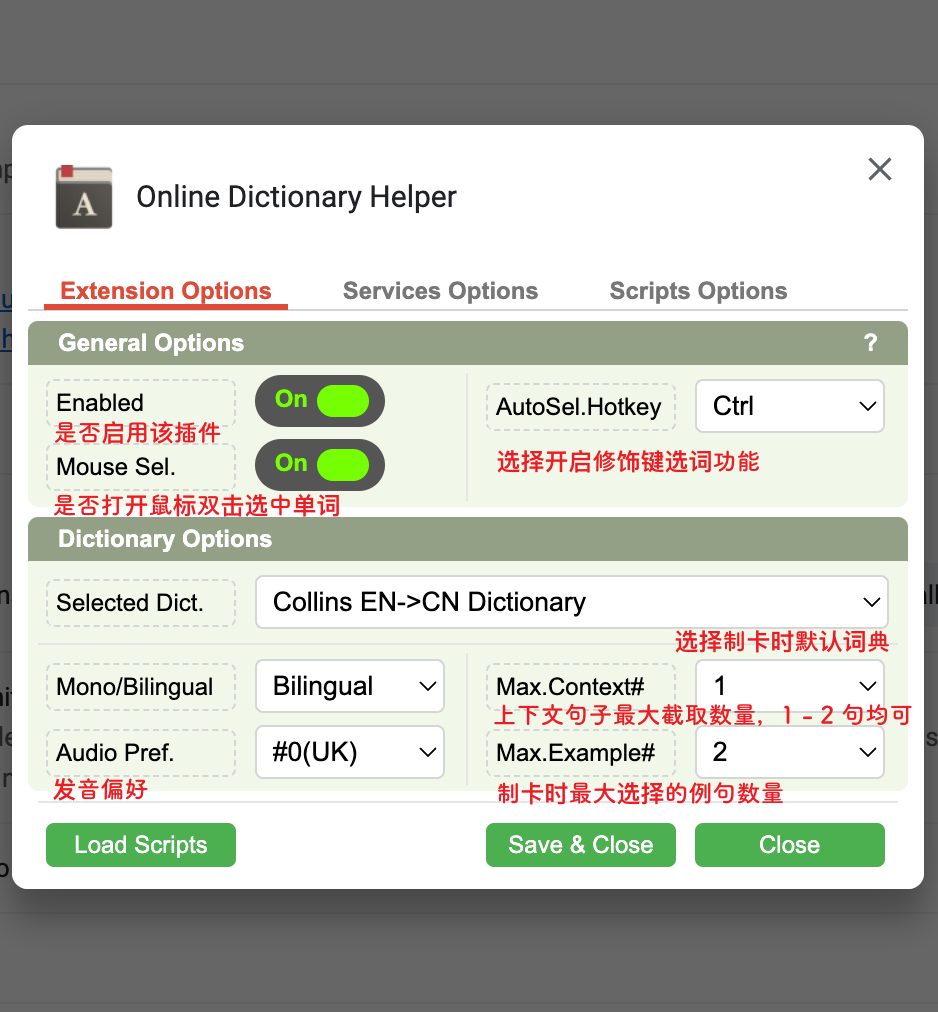 A
Online Dictionary Helper
Extension Options
Services Options
Scripts Options
General Options
?
Enabled
On
AutoSel.Hotkey
Ctrl
是否启用该插件
Mouse Sel.
On
选择开启修饰键选词功能
是否打开鼠标双击选中单词
Dictionary Options
Selected Dict.
Collins EN->CN Dictionary
选择制卡时默认词典
Mono/Bilingual
Bilingual
Max.Context#
1
上下文句子最大截取数量，1 - 2 句均可
Audio Pref.
#0(UK)
Max.Example#
2
发音偏好
制卡时最大选择的例句数量
Load Scripts
Save & Close
Close